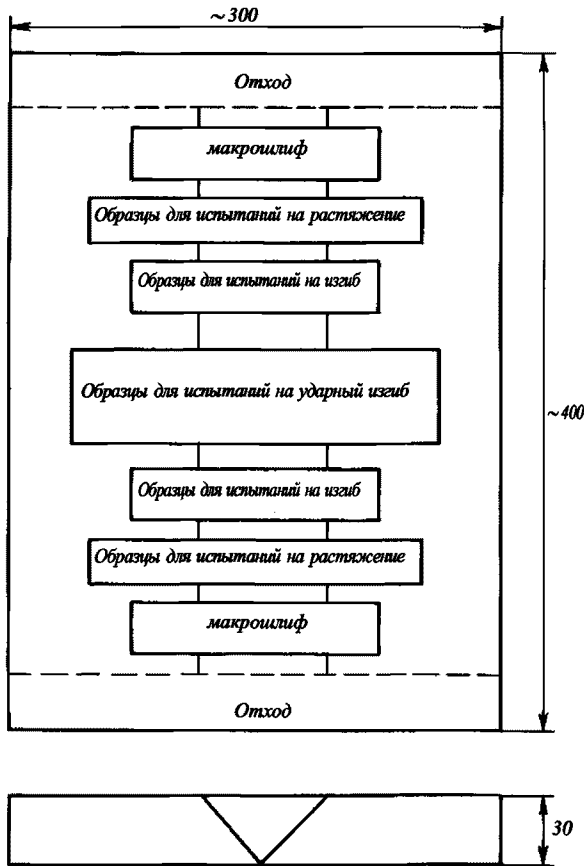 ~300
Отход
макрошлиф
Образцы для испытаний на растяжение
Образцы для испытаний на изгиб
Образцы для испытаний на ударный изгиб
~400
Образцы для испытаний на изгиб
Образцы для испытаний на растяжение
макрошлиф
Отход
30